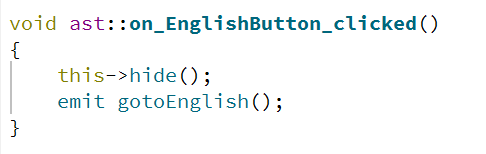 void ast::on_EnglishButton_clicked()
{
    this->hide();
    emit gotoEnglish();
}